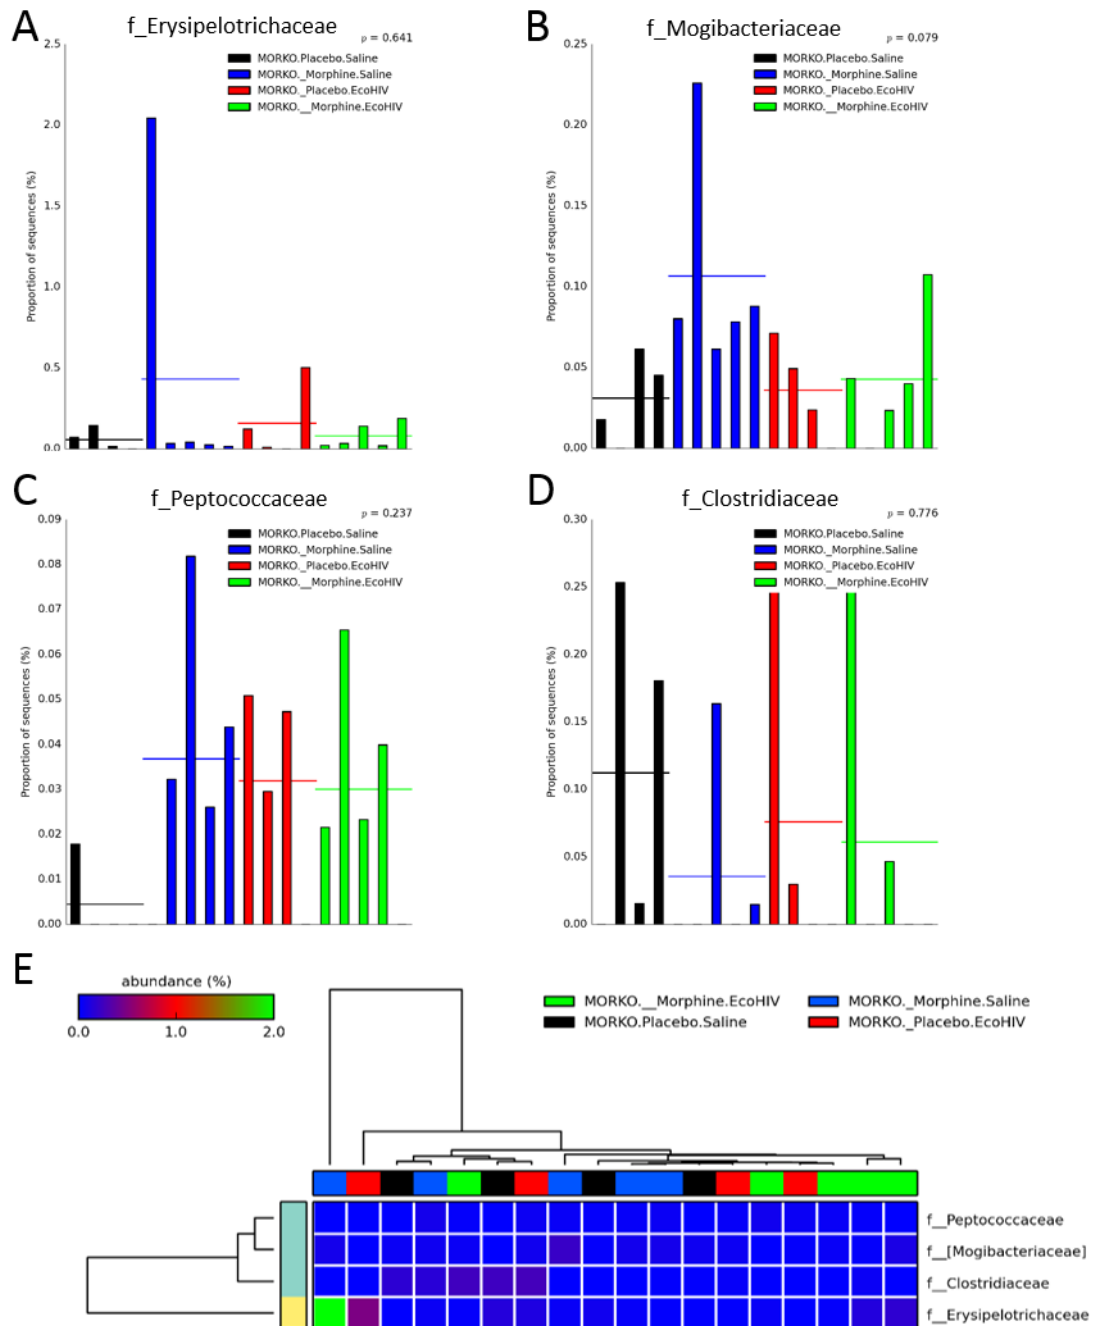 A
f_Erysipelotrichaceae
p = 0.641
MORKO.Placebo.Saline
MORKO._Morphine.Saline
MORKO._Placebo.EcoHIV
MORKO.__Morphine.EcoHIV
Proportion of sequences (%)
2.5
2.0
1.5
1.0
0.5
0.0
B
f_Mogibacteriaceae
p = 0.079
MORKO.Placebo.Saline
MORKO._Morphine.Saline
MORKO._Placebo.EcoHIV
MORKO.__Morphine.EcoHIV
Proportion of sequences (%)
0.25
0.20
0.15
0.10
0.05
0.00
C
f_Peptococcaceae
p = 0.237
MORKO.Placebo.Saline
MORKO._Morphine.Saline
MORKO._Placebo.EcoHIV
MORKO.__Morphine.EcoHIV
Proportion of sequences (%)
0.09
0.08
0.07
0.06
0.05
0.04
0.03
0.02
0.01
0.00
D
f_Clostridiaceae
p = 0.776
MORKO.Placebo.Saline
MORKO._Morphine.Saline
MORKO._Placebo.EcoHIV
MORKO.__Morphine.EcoHIV
Proportion of sequences (%)
0.30
0.25
0.20
0.15
0.10
0.05
0.00
E
abundance (%)
0.0 1.0 2.0
MORKO.__Morphine.EcoHIV
MORKO._Morphine.Saline
MORKO.Placebo.Saline
MORKO._Placebo.EcoHIV
f__Peptococcaceae
f__[Mogibacteriaceae]
f__Clostridiaceae
f__Erysipelotrichaceae